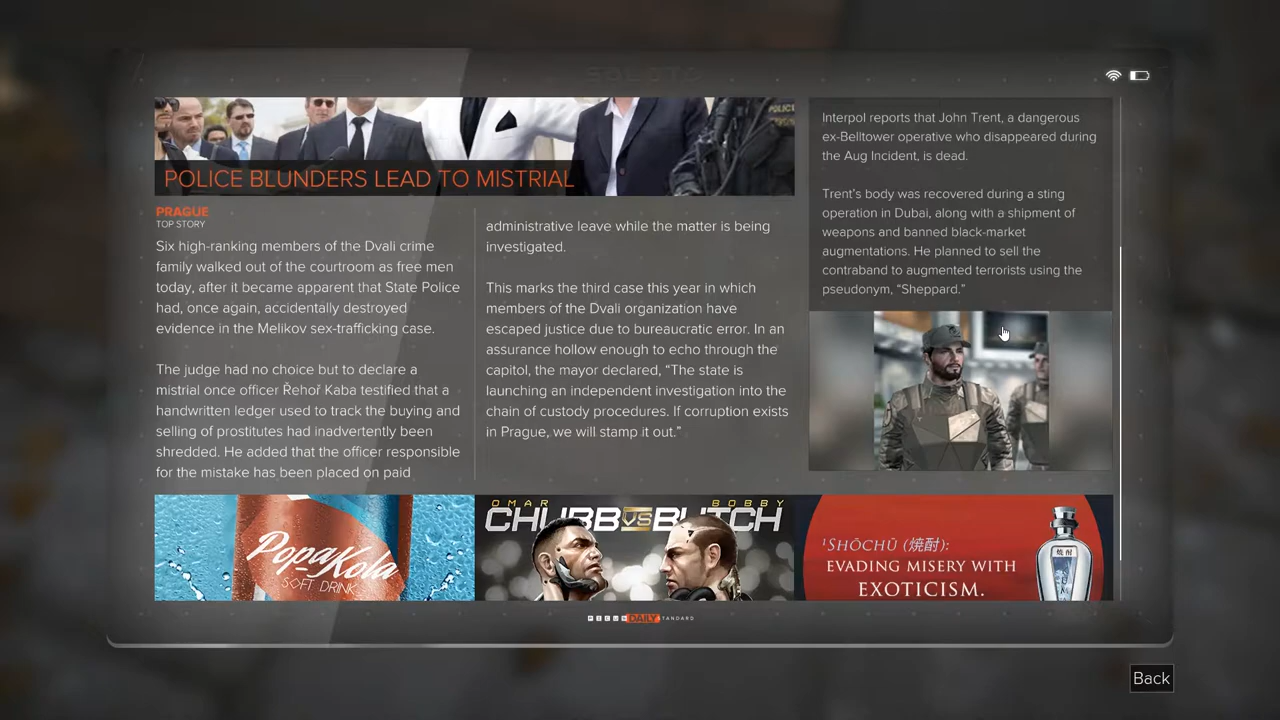 SOLOTO
POLICE
POLICE BLUNDERS LEAD TO MISTRIAL
PRAGUE
TOP STORY
Six high-ranking members of the Dvali crime
family walked out of the courtroom as free men
today, after it became apparent that State Police
had, once again, accidentally destroyed
evidence in the Melikov sex-trafficking case.
The judge had no choice but to declare a
mistrial once officer Řehoř Kaba testified that a
handwritten ledger used to track the buying and
selling of prostitutes had inadvertently been
shredded. He added that the officer responsible
for the mistake has been placed on paid
administrative leave while the matter is being
investigated.
This marks the third case this year in which
members of the Dvali organization have
escaped justice due to bureaucratic error. In an
assurance hollow enough to echo through the
capitol, the mayor declared, “The state is
launching an independent investigation into the
chain of custody procedures. If corruption exists
in Prague, we will stamp it out.”
Interpol reports that John Trent, a dangerous
ex-Belltower operative who disappeared during
the Aug Incident, is dead.
Trent’s body was recovered during a sting
operation in Dubai, along with a shipment of
weapons and banned black-market
augmentations. He planned to sell the
contraband to augmented terrorists using the
pseudonym, “Sheppard.”
Popa-Kola
SOFT DRINK
OMAR BOBBY
CHUBB VS BUTCH
¹SHŌCHŪ (焼酎):
EVADING MISERY WITH
EXOTICISM.
焼酎
PICUS DAILY STANDARD
Back